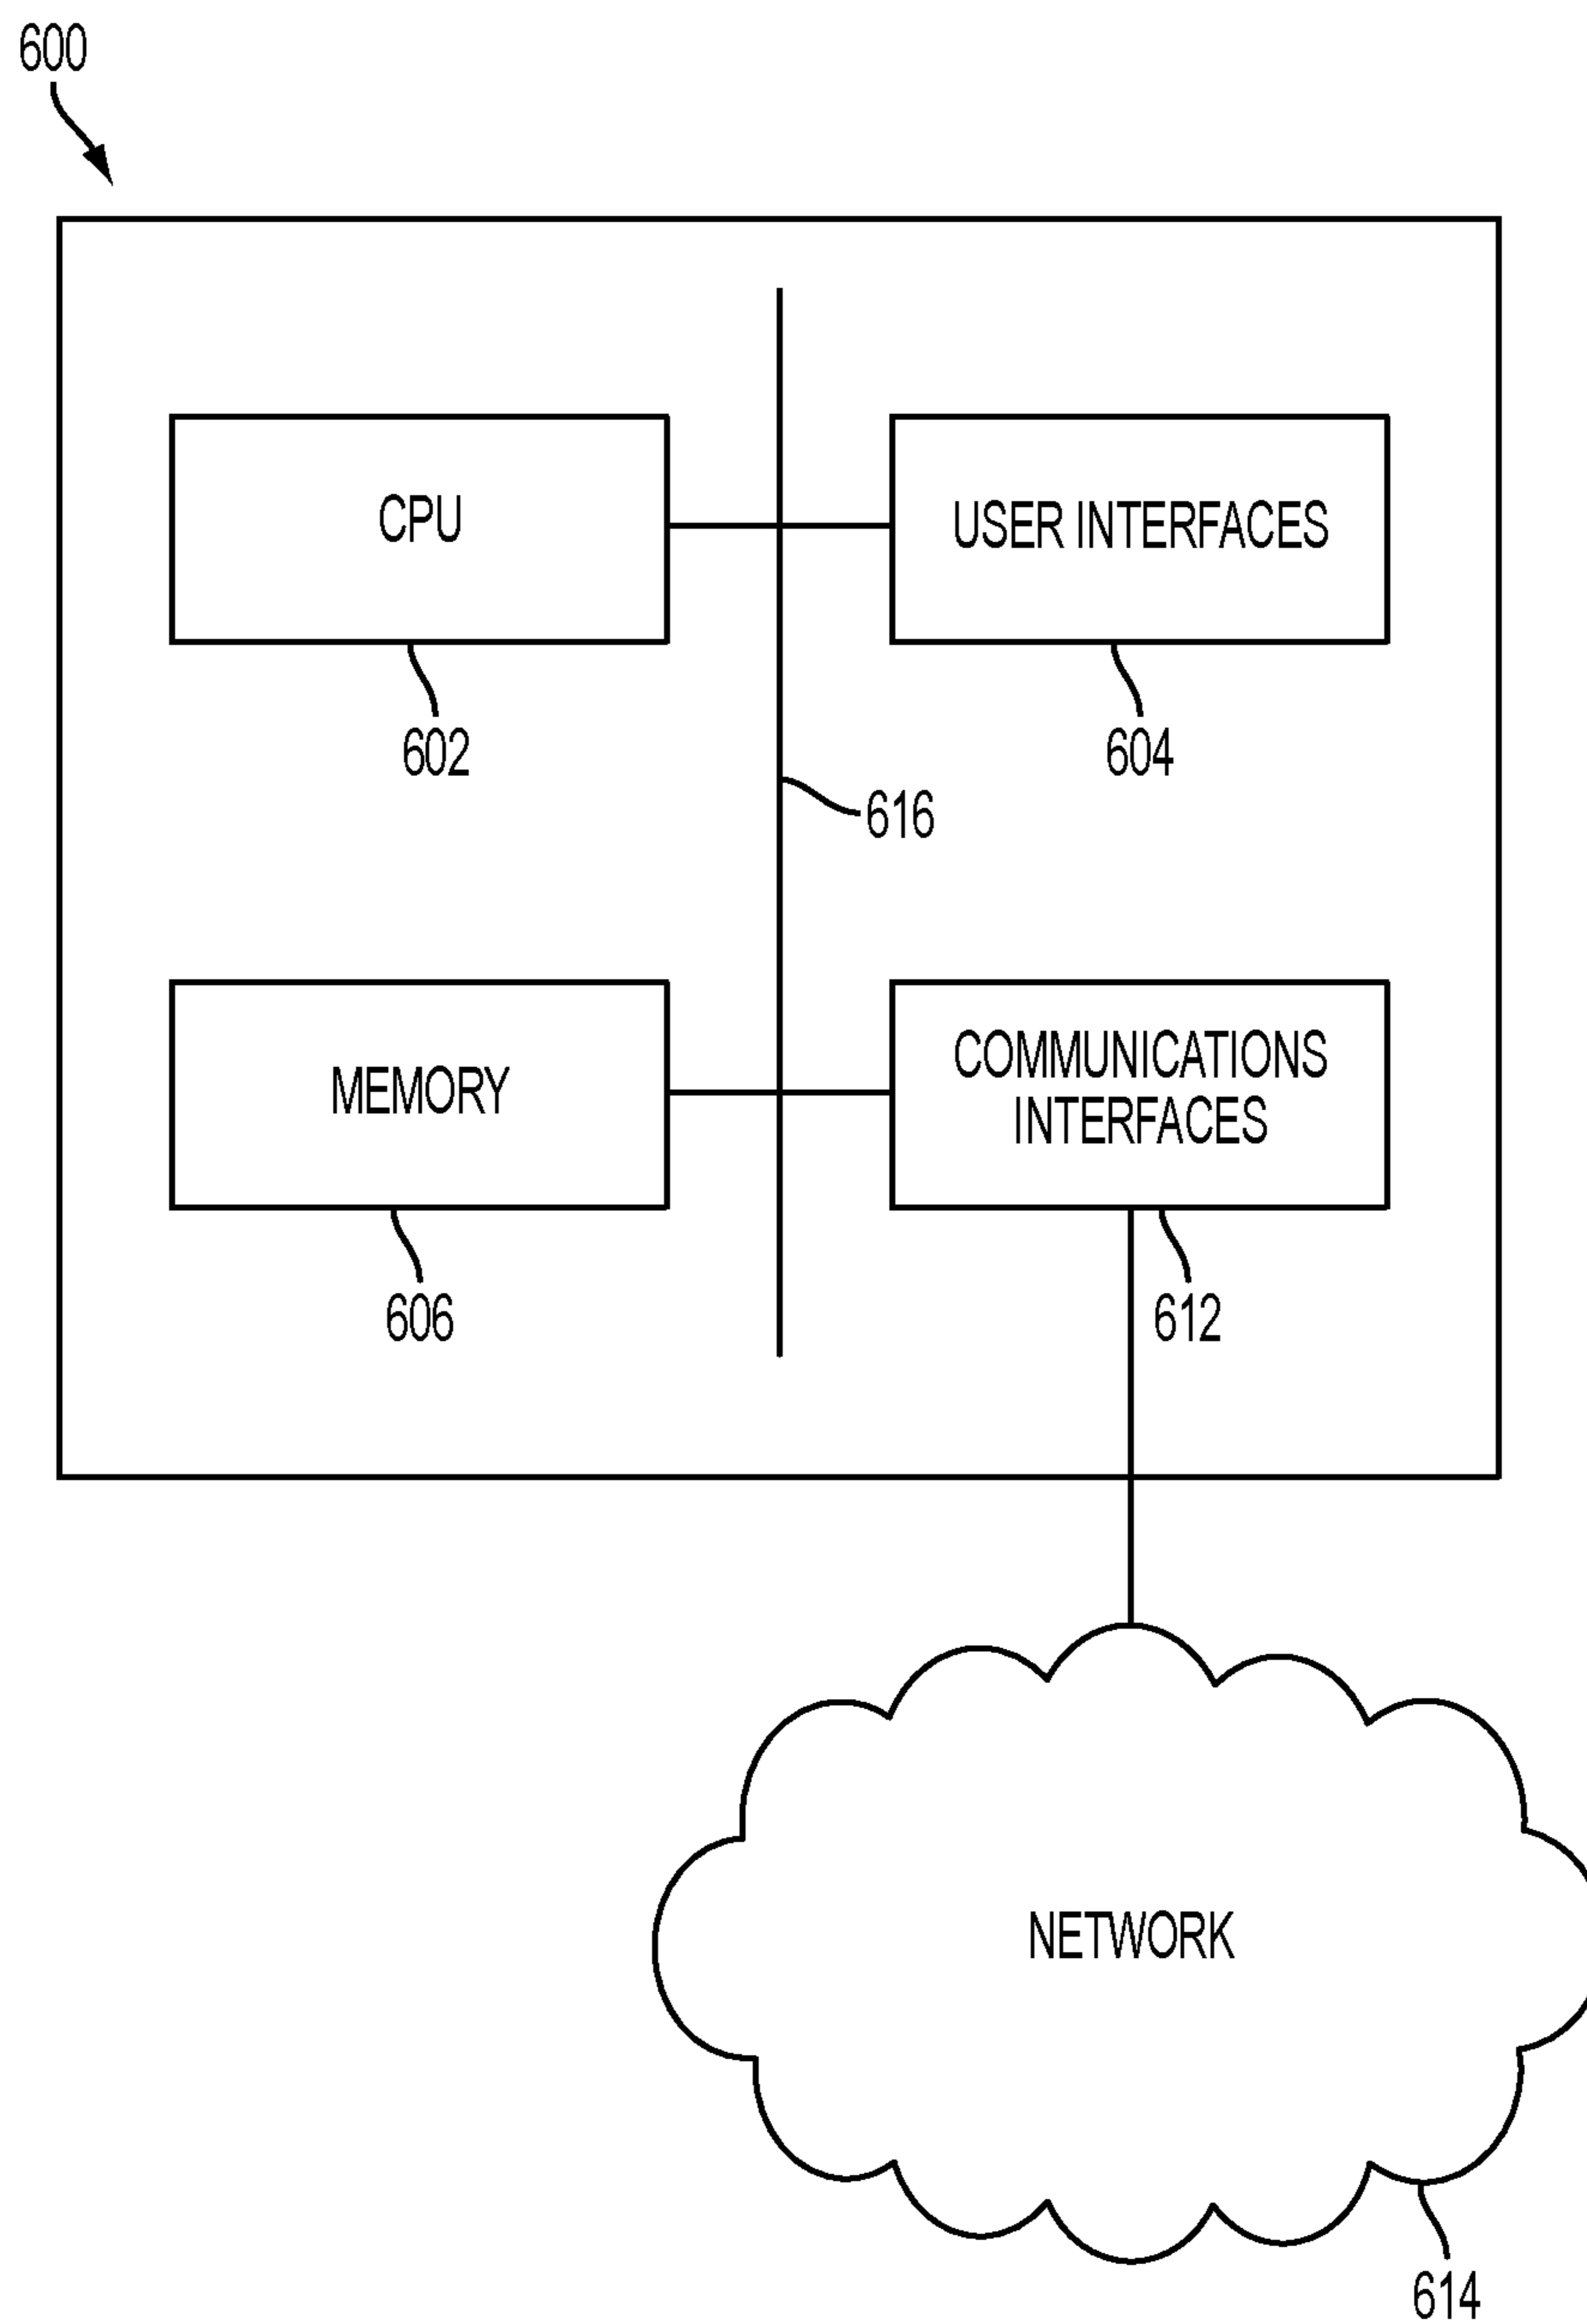 600
CPU
USER INTERFACES
602
604
616
MEMORY
COMMUNICATIONS
INTERFACES
606
612
NETWORK
614